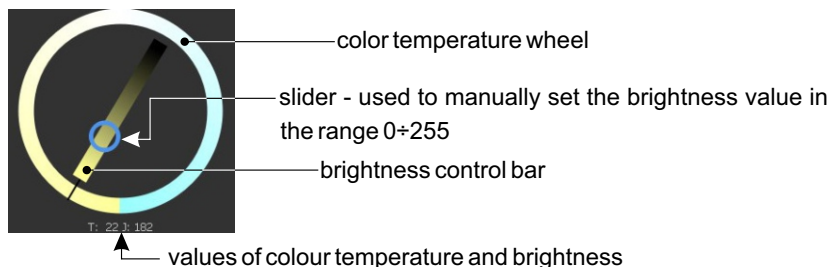 color temperature wheel
slider - used to manually set the brightness value in
the range 0÷255
brightness control bar
T: 22 J: 182
values of colour temperature and brightness